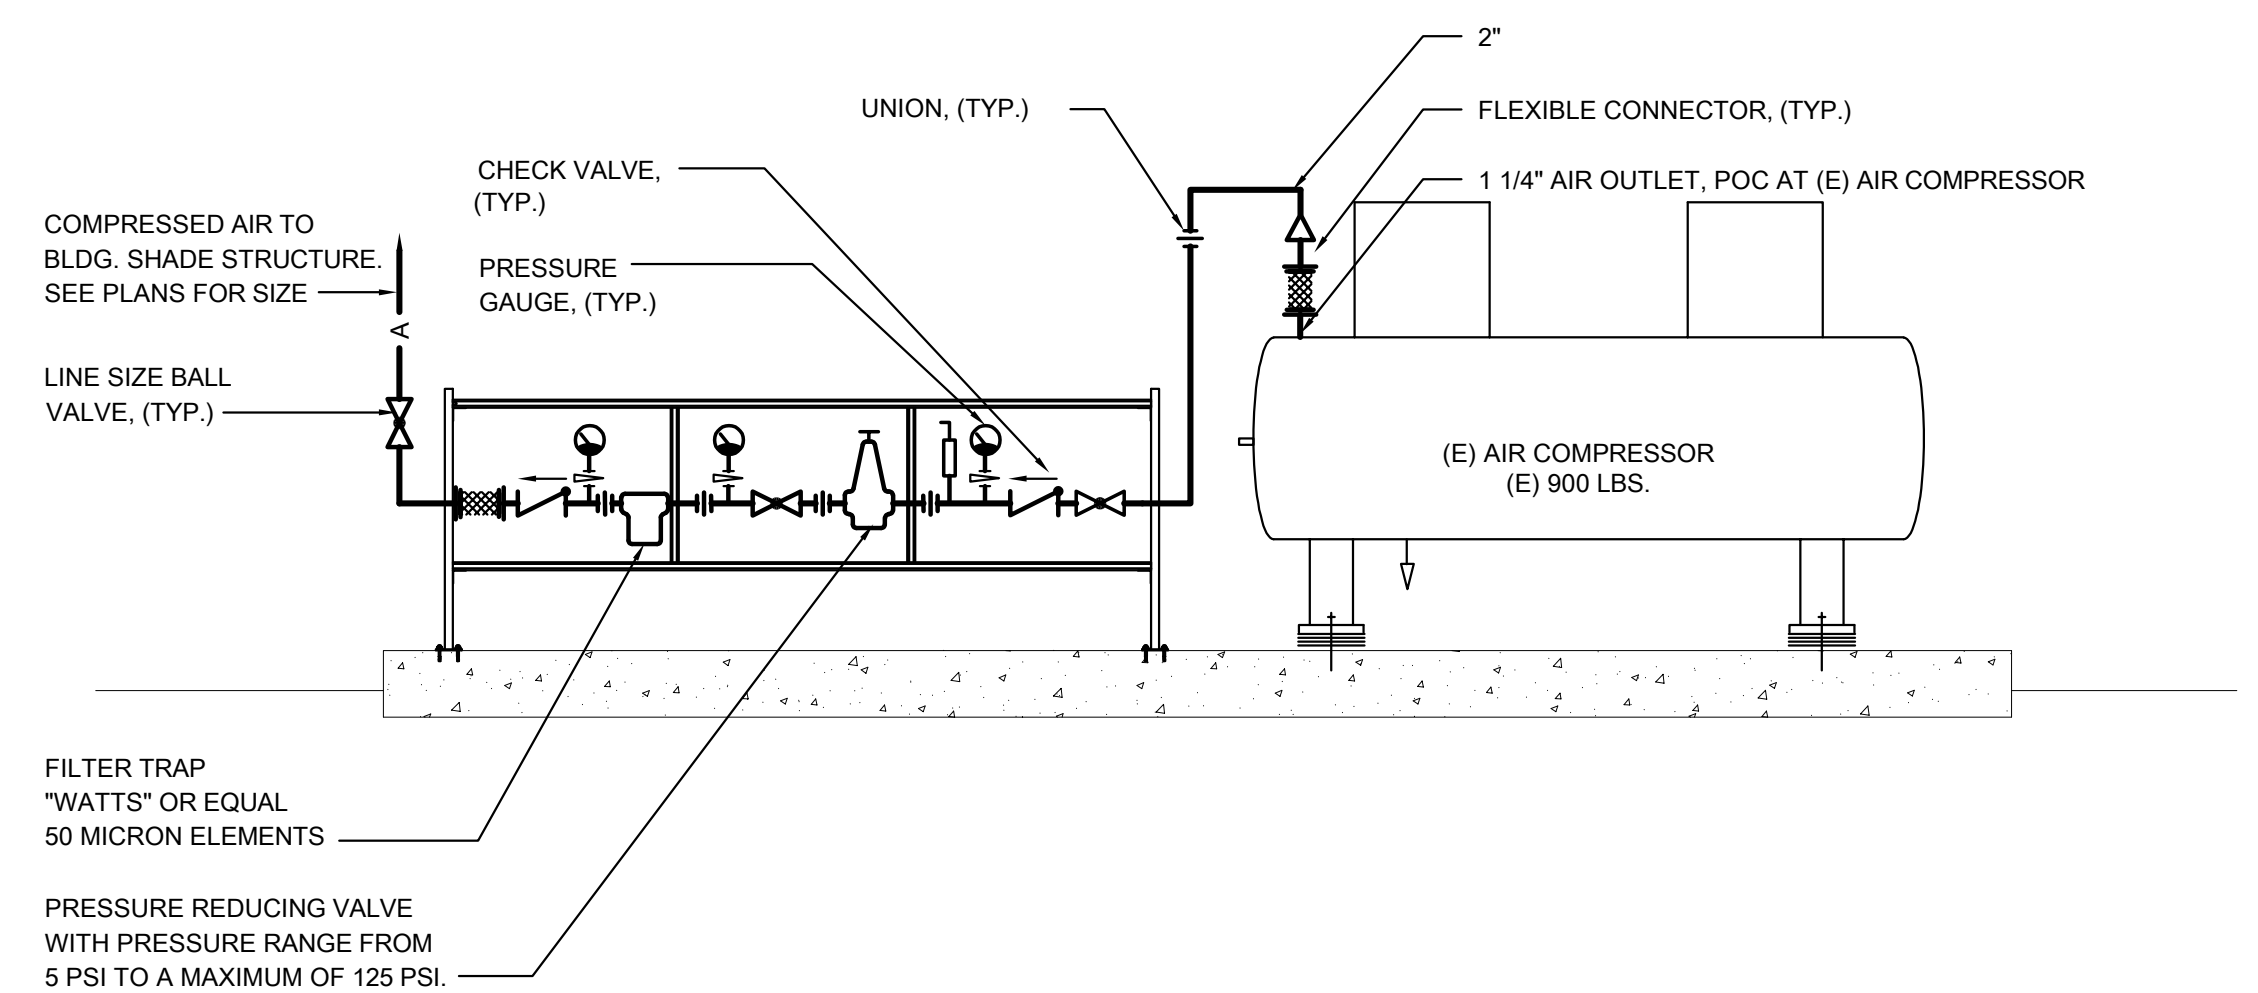 2"
UNION, (TYP.)
FLEXIBLE CONNECTOR, (TYP.)
CHECK VALVE,
(TYP.)
1 1/4" AIR OUTLET, POC AT (E) AIR COMPRESSOR
COMPRESSED AIR TO
BLDG. SHADE STRUCTURE.
SEE PLANS FOR SIZE
PRESSURE
GAUGE, (TYP.)
A
LINE SIZE BALL
VALVE, (TYP.)
(E) AIR COMPRESSOR
(E) 900 LBS.
FILTER TRAP
"WATTS" OR EQUAL
50 MICRON ELEMENTS
PRESSURE REDUCING VALVE
WITH PRESSURE RANGE FROM
5 PSI TO A MAXIMUM OF 125 PSI.